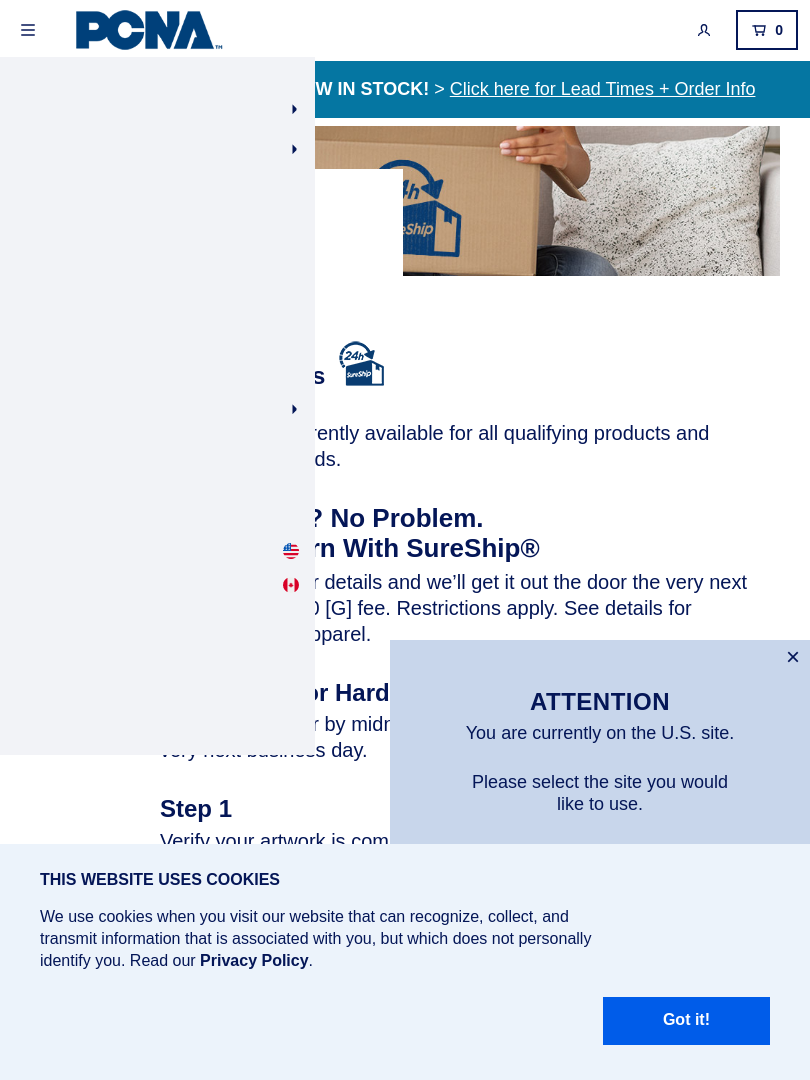 PCNA™
0
W IN STOCK! > Click here for Lead Times + Order Info
24h
SureShip
s
24h
SureShip
rently available for all qualifying products and
ds.
? No Problem.
rn With SureShip®
r details and we’ll get it out the door the very next
0 [G] fee. Restrictions apply. See details for
pparel.
or Hard
r by midn
very next business day.
Step 1
Verify your artwork is com
×
ATTENTION
You are currently on the U.S. site.
Please select the site you would
like to use.
THIS WEBSITE USES COOKIES
We use cookies when you visit our website that can recognize, collect, and
transmit information that is associated with you, but which does not personally
identify you. Read our Privacy Policy.
Got it!